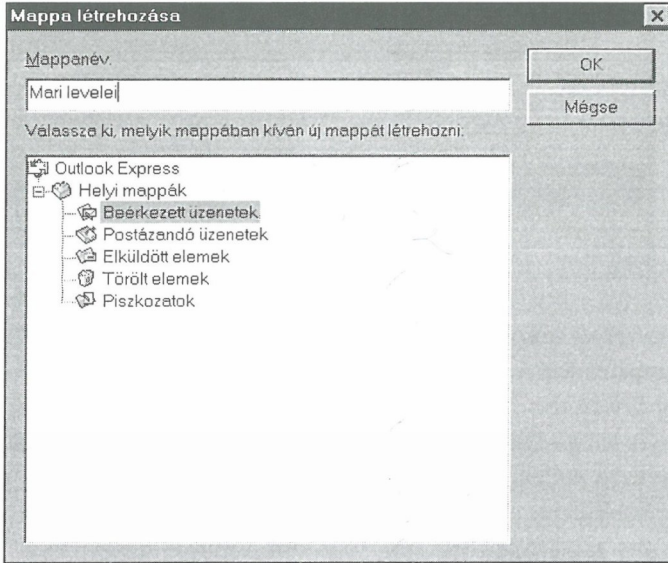 Mappa létrehozása
Mappanév:
OK
Mari levelei
Mégse
Válassza ki, melyik mappában kíván új mappát létrehozni:
Outlook Express
Helyi mappák
Beérkezett üzenetek
Postázandó üzenetek
Elküldött elemek
Törölt elemek
Piszkozatok